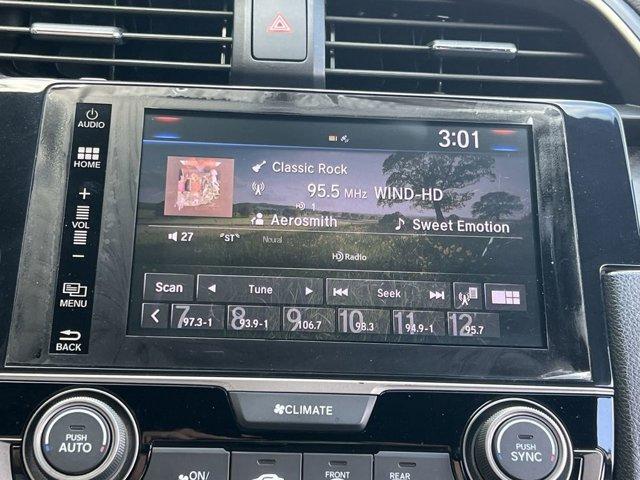 AUDIO
HOME
+
VOL
−
MENU
BACK
3:01
Classic Rock
95.5 MHz WIND-HD
HD 1
Aerosmith
Sweet Emotion
27 "ST" Neural
HD Radio
Scan
Tune
Seek
7 97.3-1
8 93.9-1
9 106.7
10 98.3
11 94.9-1
12 95.7
CLIMATE
PUSH
AUTO
PUSH
SYNC
ON/
FRONT
REAR